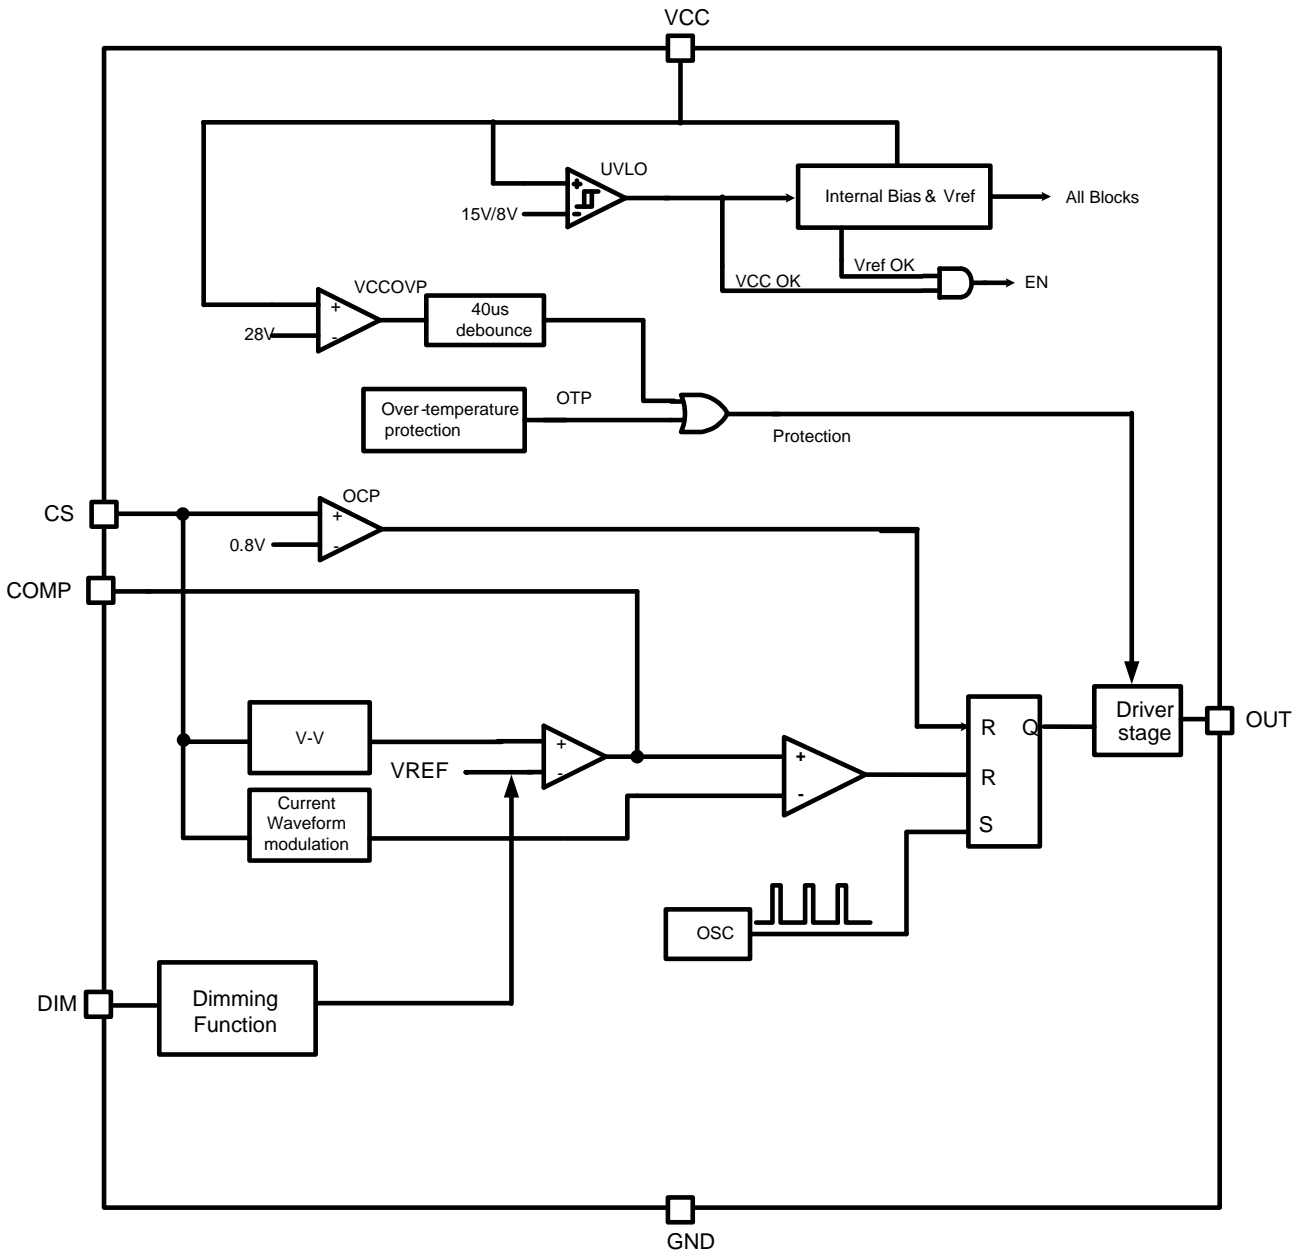 VCC
UVLO
+
-
15V/8V
Internal Bias & Vref
All Blocks
Vref OK
VCC OK
EN
VCCOVP
+
-
28V
40us
debounce
OTP
Over-temperature
protection
Protection
CS
OCP
+
-
0.8V
COMP
V-V
+
-
VREF
Current
Waveform
modulation
+
-
R
Q
R
S
Driver
stage
OUT
OSC
DIM
Dimming
Function
GND